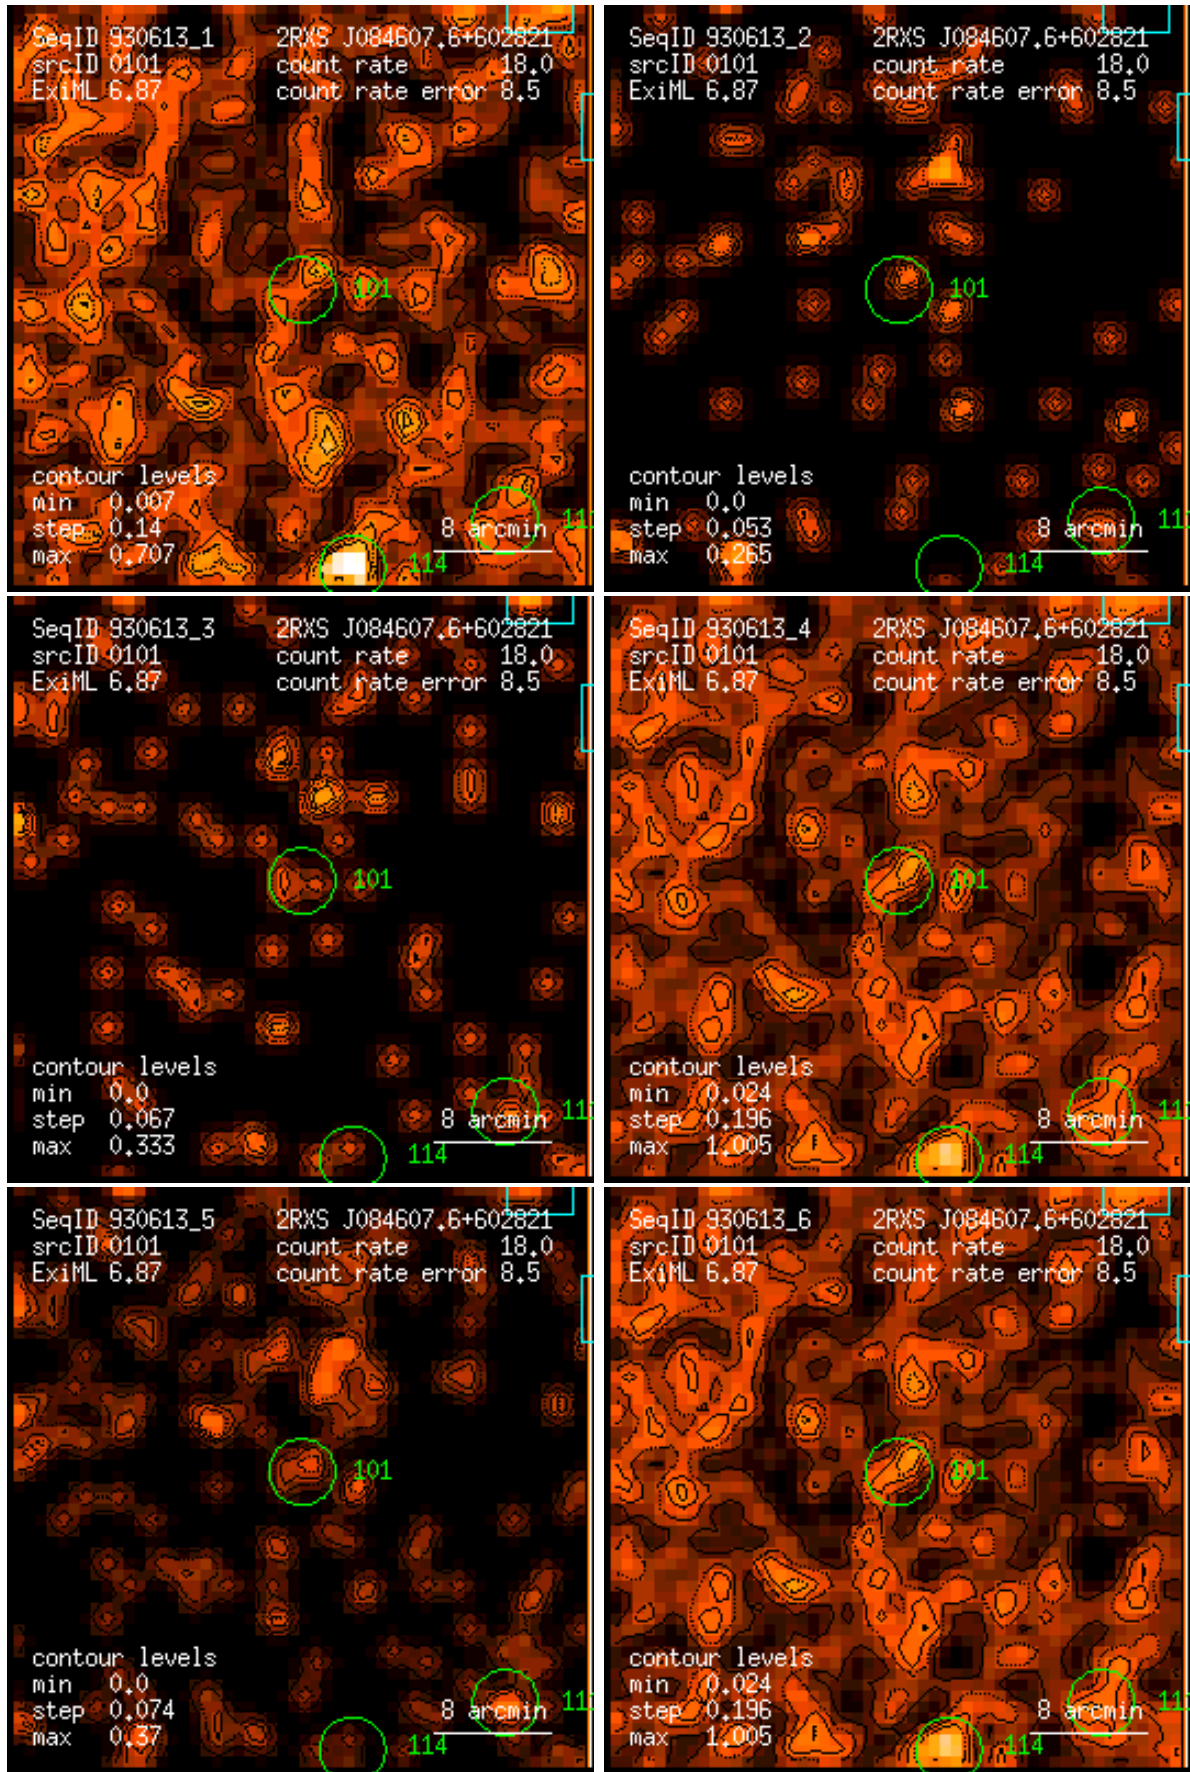 SeqID 930613_1 2RXS J084607.6+602821
srcID 0101 count rate 18.0
ExiML 6.87 count rate error 8.5
101
contour levels
min 0.007
step 0.14
max 0.707
8 arcmin
114
SeqID 930613_2 2RXS J084607.6+602821
srcID 0101 count rate 18.0
ExiML 6.87 count rate error 8.5
101
contour levels
min 0.0
step 0.053
max 0.265
8 arcmin
114
SeqID 930613_3 2RXS J084607.6+602821
srcID 0101 count rate 18.0
ExiML 6.87 count rate error 8.5
101
contour levels
min 0.0
step 0.067
max 0.333
8 arcmin
114
SeqID 930613_4 2RXS J084607.6+602821
srcID 0101 count rate 18.0
ExiML 6.87 count rate error 8.5
101
contour levels
min 0.024
step 0.196
max 1.005
8 arcmin
114
SeqID 930613_5 2RXS J084607.6+602821
srcID 0101 count rate 18.0
ExiML 6.87 count rate error 8.5
101
contour levels
min 0.0
step 0.074
max 0.37
8 arcmin
114
SeqID 930613_6 2RXS J084607.6+602821
srcID 0101 count rate 18.0
ExiML 6.87 count rate error 8.5
101
contour levels
min 0.024
step 0.196
max 1.005
8 arcmin
114